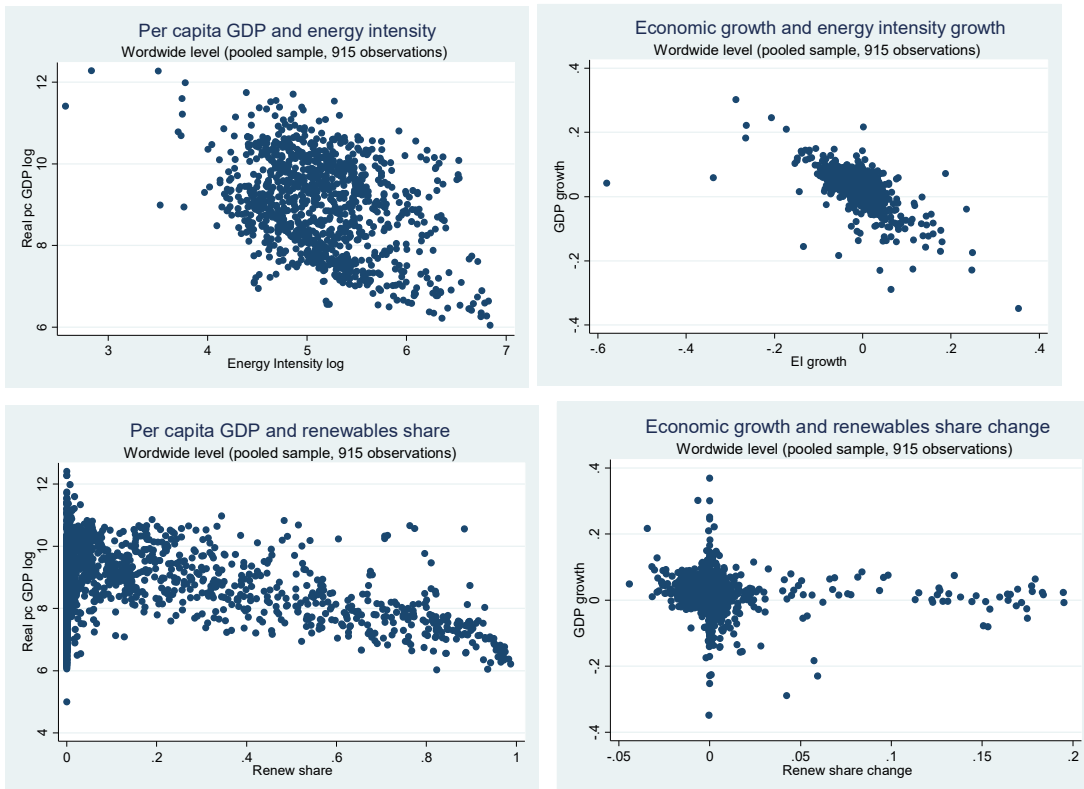 Per capita GDP and energy intensity
Wordwide level (pooled sample, 915 observations)
Real pc GDP log
12
10
8
6
3 4 5 6 7
Energy Intensity log
Economic growth and energy intensity growth
Wordwide level (pooled sample, 915 observations)
GDP growth
.4
.2
0
-.2
-.4
-.6 -.4 -.2 0 .2 .4
EI growth
Per capita GDP and renewables share
Wordwide level (pooled sample, 915 observations)
Real pc GDP log
12
10
8
6
4
0 .2 .4 .6 .8 1
Renew share
Economic growth and renewables share change
Wordwide level (pooled sample, 915 observations)
GDP growth
.4
.2
0
-.2
-.4
-.05 0 .05 .1 .15 .2
Renew share change